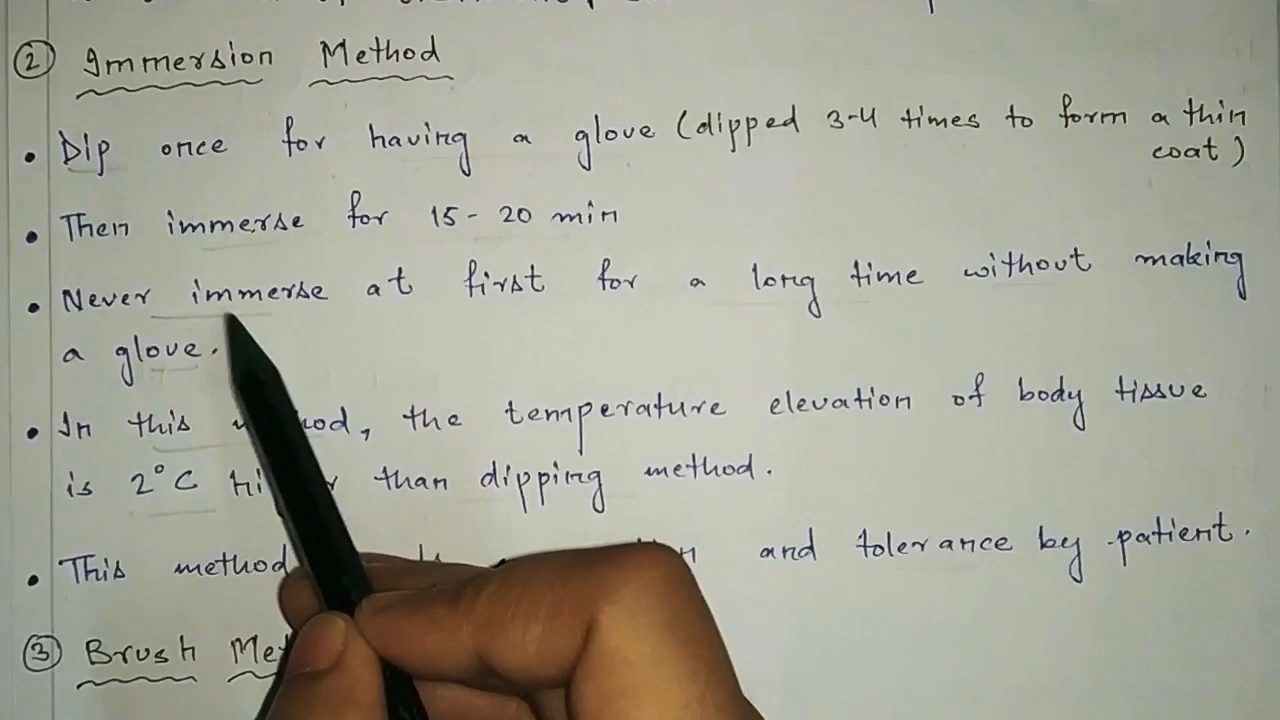 ② Immersion Method
• Dip once for having a glove (dipped 3-4 times to form a thin
coat)
• Then immerse for 15 - 20 min
• Never immerse at first for a long time without making
a glove.
• In this the temperature elevation of body tissue
is 2°C than dipping method.
• This method and tolerance by patient.
③ Brush